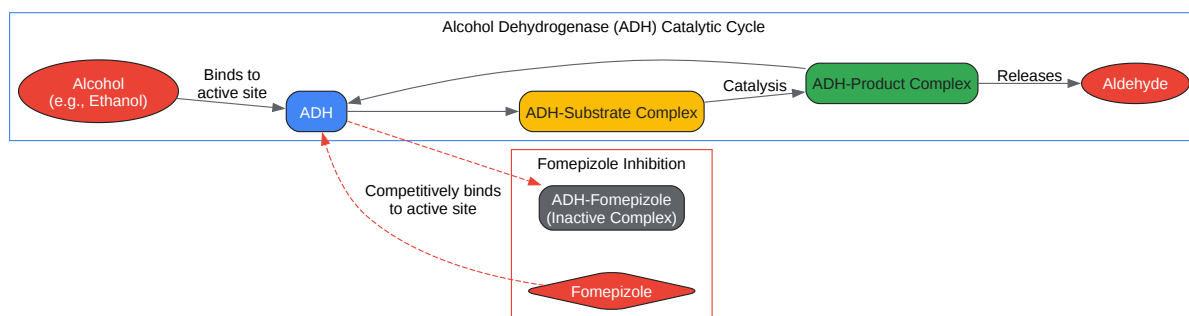 Alcohol Dehydrogenase (ADH) Catalytic Cycle
Alcohol
(e.g., Ethanol)
Binds to
active site
ADH
ADH-Substrate Complex
Catalysis
ADH-Product Complex
Releases
Aldehyde
Fomepizole Inhibition
Competitively binds
to active site
ADH-Fomepizole
(Inactive Complex)
Fomepizole